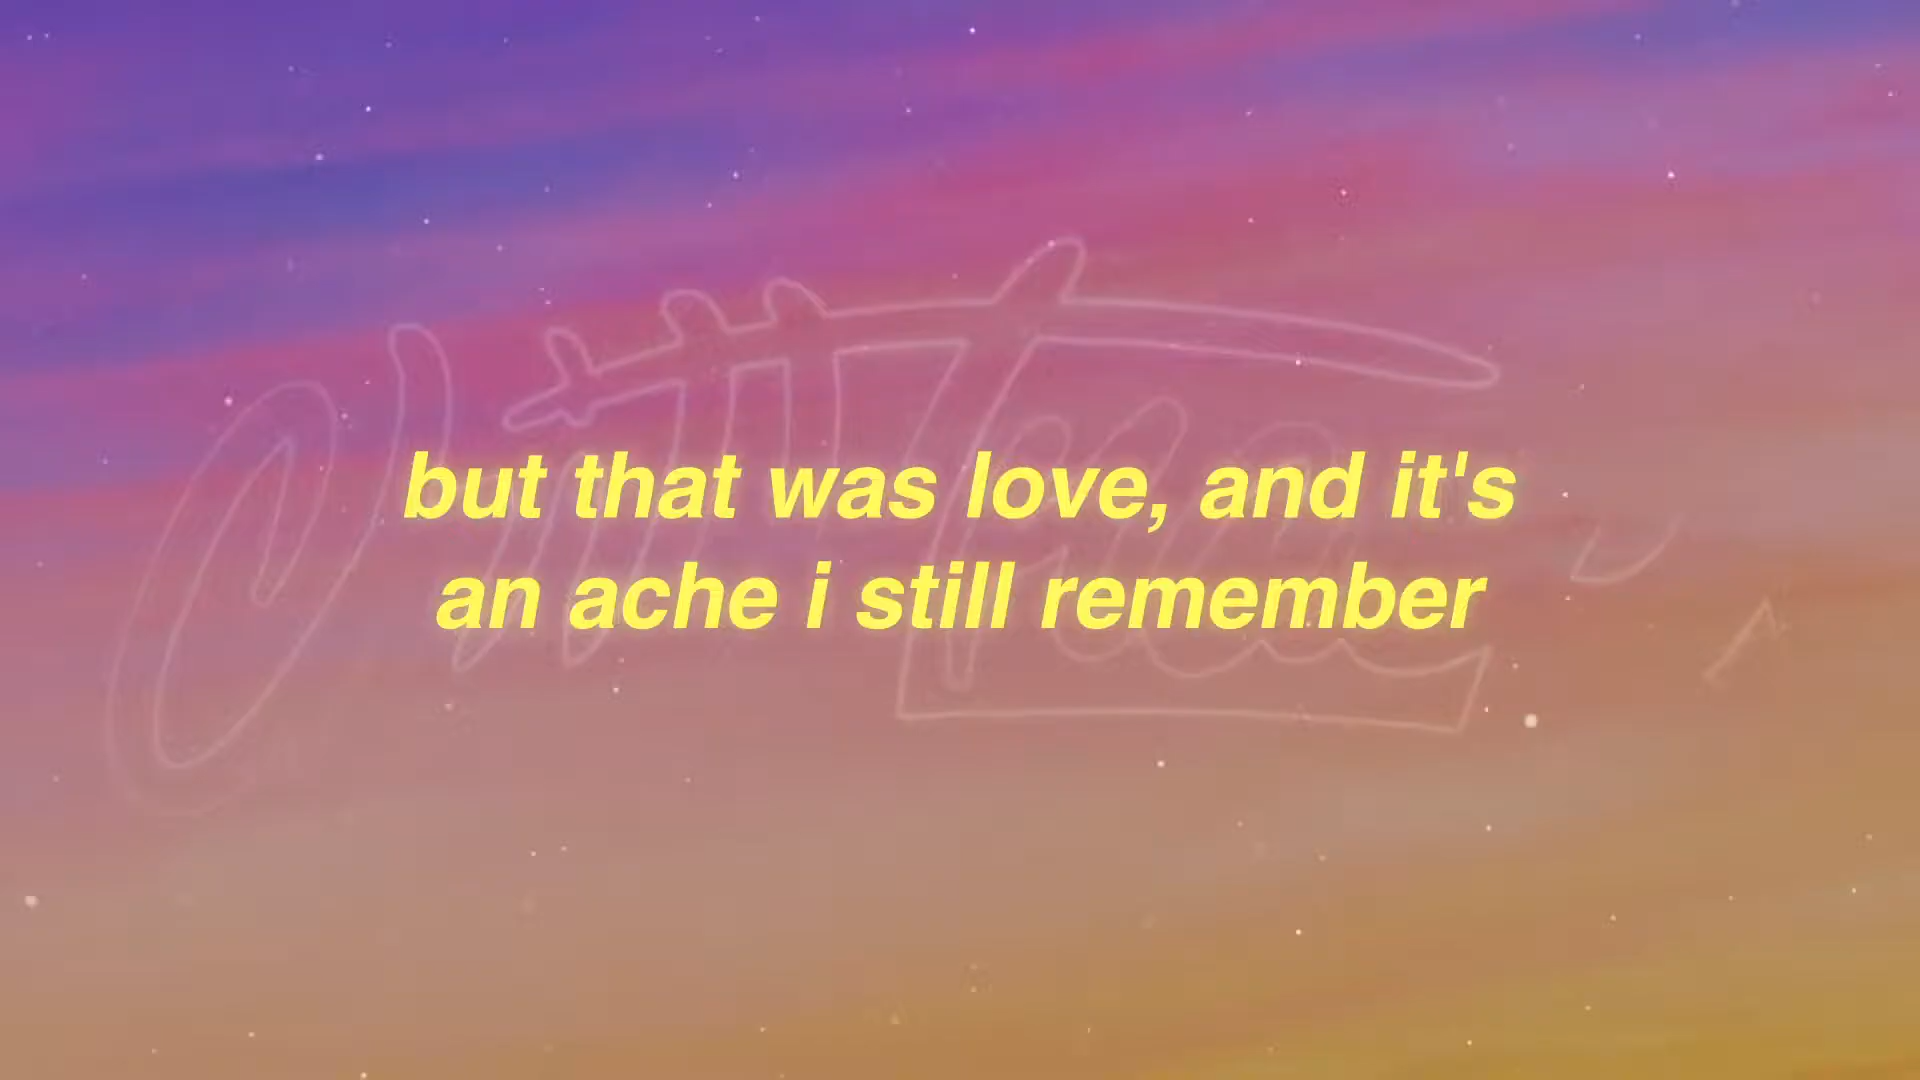 but that was love, and it's
an ache i still remember